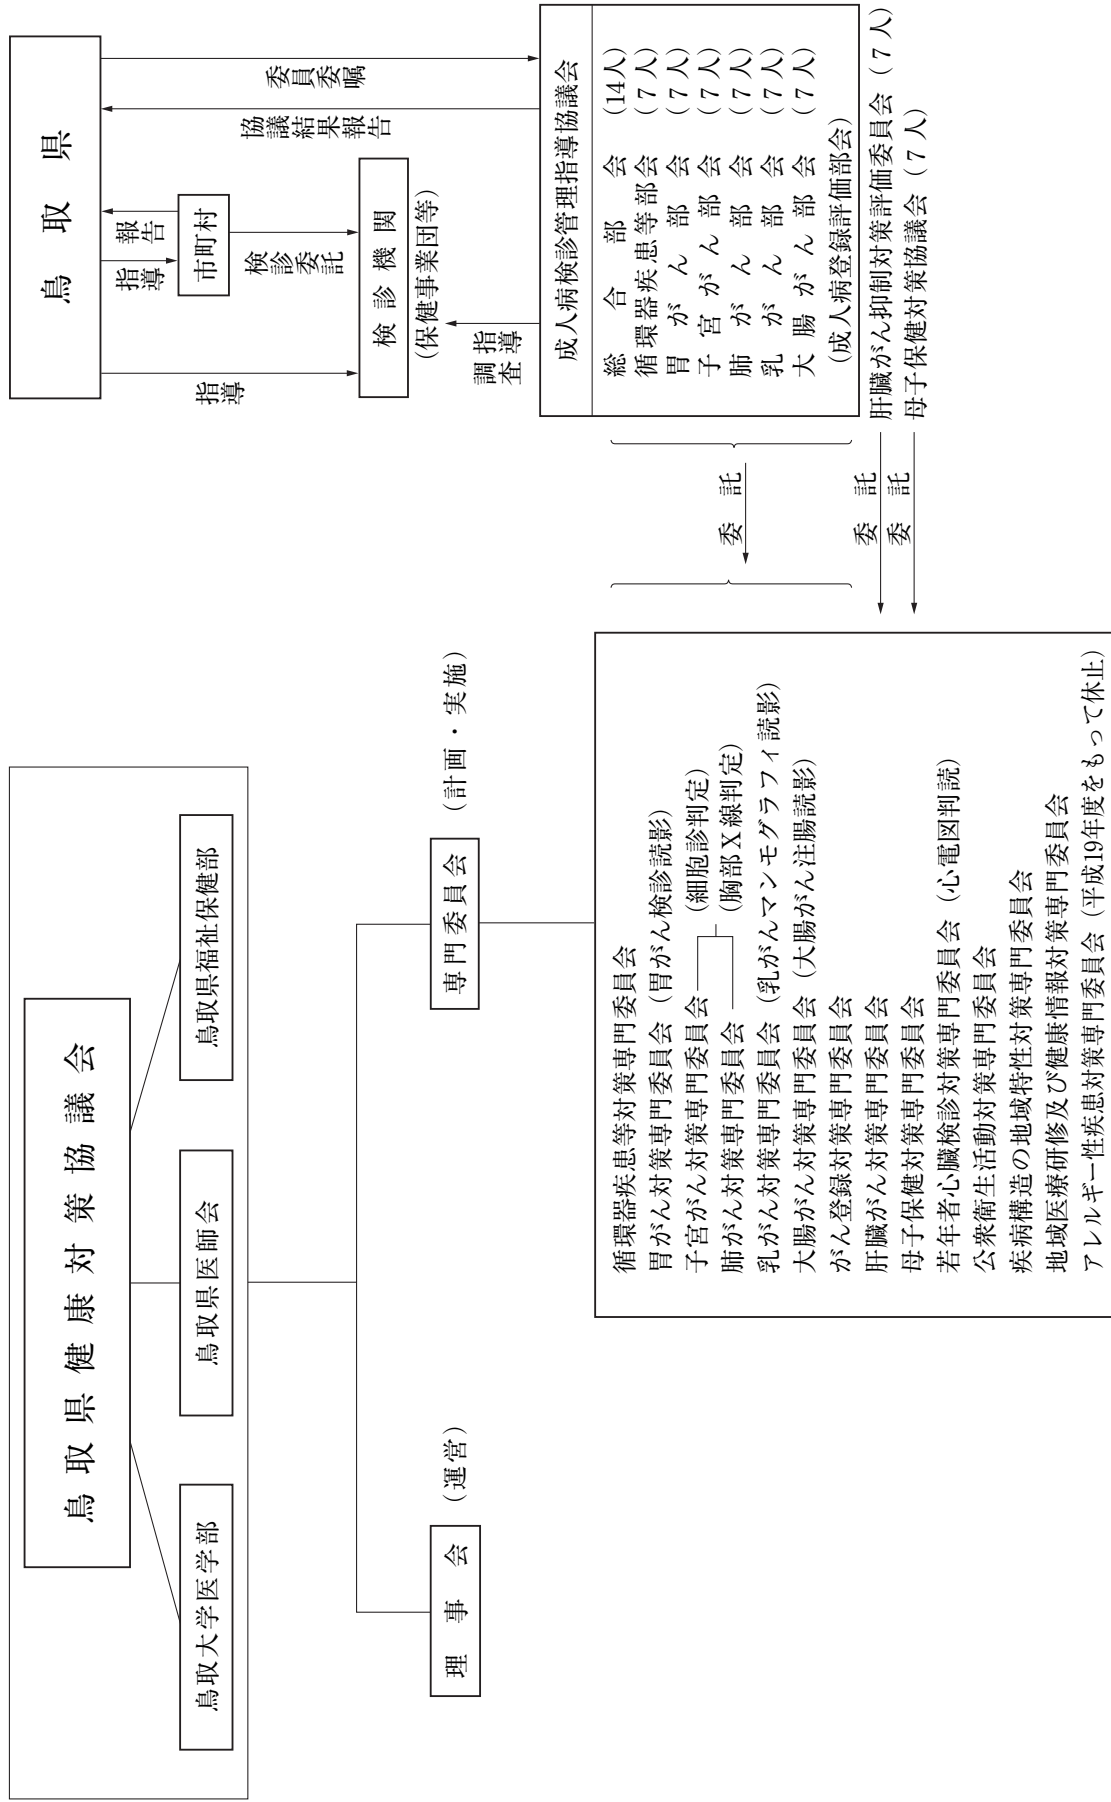 鳥取県健康対策協議会
鳥取大学医学部
鳥取県医師会
鳥取県福祉保健部
理事会
（運営）
専門委員会
（計画・実施）
循環器疾患等対策専門委員会
胃がん対策専門委員会（胃がん検診読影）
子宮がん対策専門委員会
（細胞診判定）
肺がん対策専門委員会
（胸部X線判定）
乳がん対策専門委員会（乳がんマンモグラフィ読影）
大腸がん対策専門委員会（大腸がん注腸読影）
がん登録対策専門委員会
肝臓がん対策専門委員会
母子保健対策専門委員会
若年者心臓検診対策専門委員会（心電図判読）
公衆衛生活動対策専門委員会
疾病構造の地域特性対策専門委員会
地域医療研修及び健康情報対策専門委員会
アレルギー性疾患対策専門委員会（平成19年度をもって休止）
鳥取県
指導
指導
報告
市町村
検診委託
協議結果報告
委員委嘱
検診機関
（保健事業団等）
調査
指導
成人病検診管理指導協議会
総合部会（14人）
循環器疾患等部会（7人）
胃がん部会（7人）
子宮がん部会（7人）
肺がん部会（7人）
乳がん部会（7人）
大腸がん部会（7人）
（成人病登録評価部会）
肝臓がん抑制対策評価委員会（7人）
母子保健対策協議会（7人）
委託
委託
委託